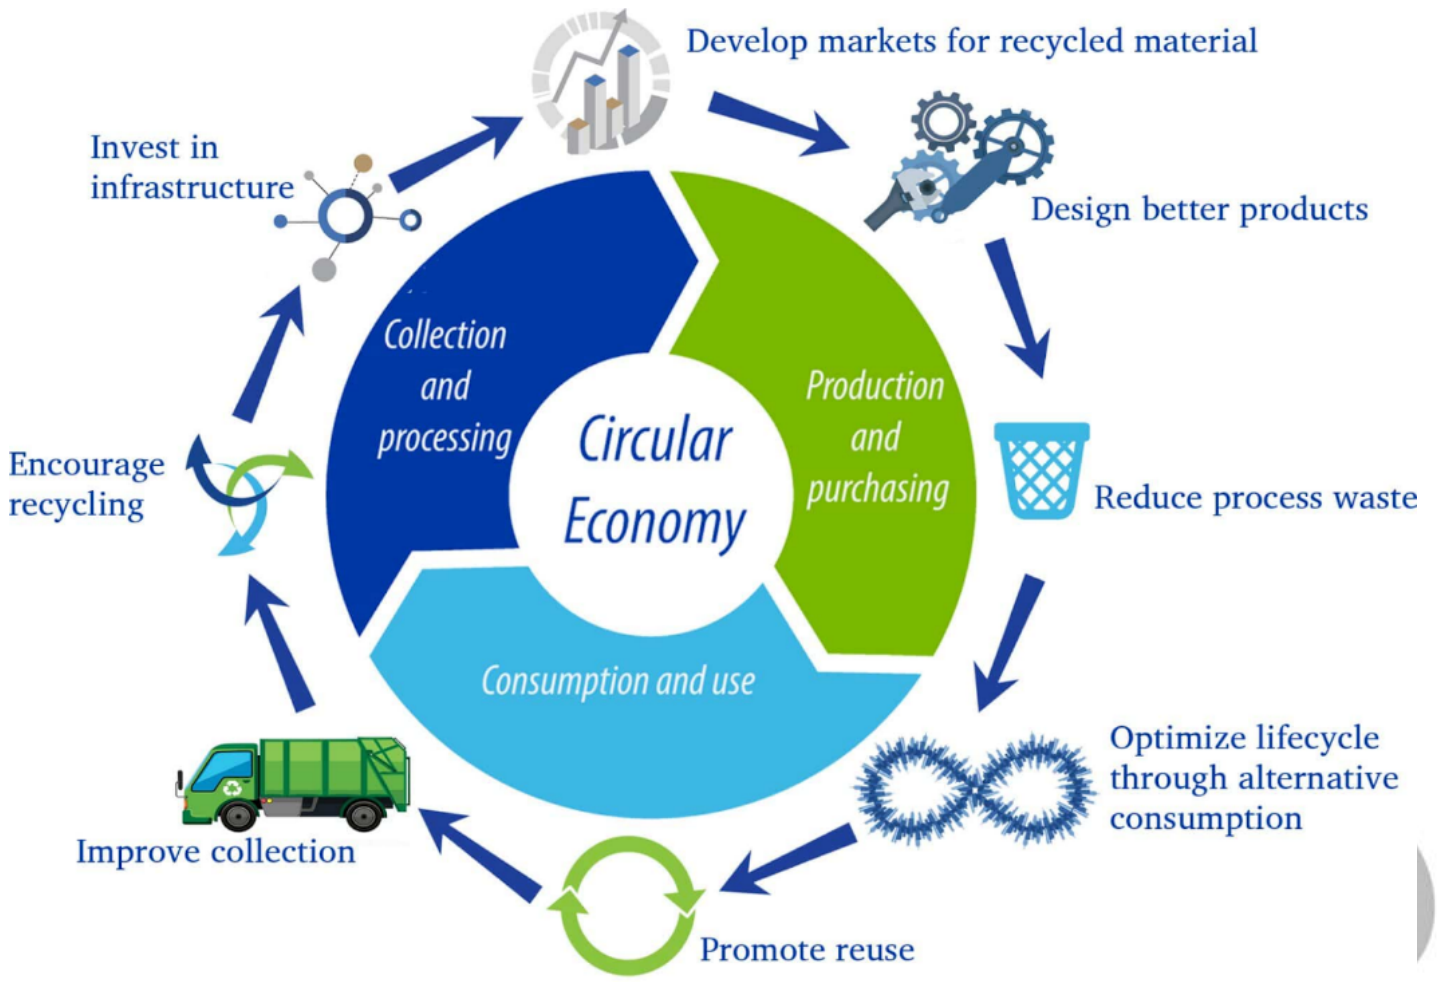 Develop markets for recycled material
Invest in
infrastructure
Design better products
Collection
and
processing
Production
and
purchasing
Circular
Economy
Encourage
recycling
Reduce process waste
Consumption and use
Optimize lifecycle
through alternative
consumption
Improve collection
Promote reuse